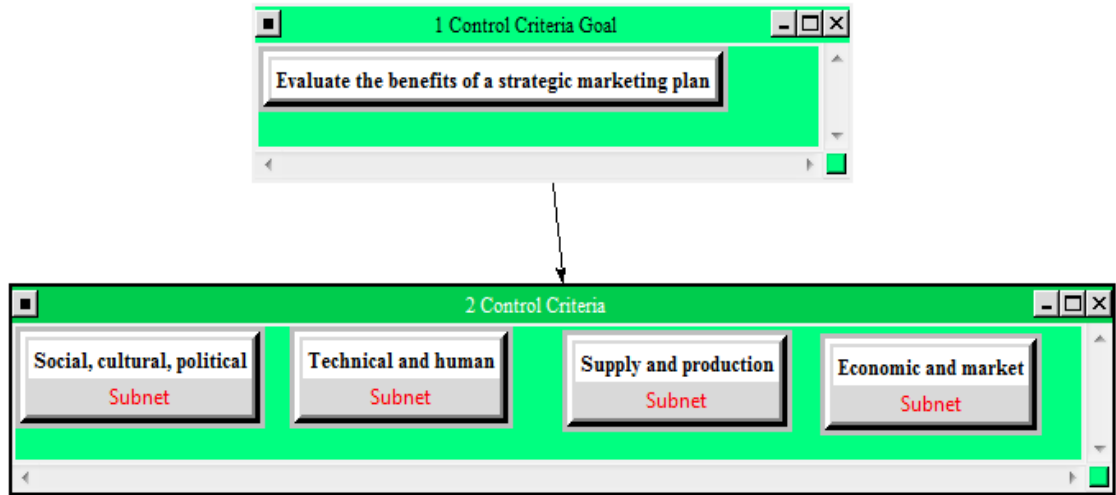 1 Control Criteria Goal
Evaluate the benefits of a strategic marketing plan
2 Control Criteria
Social, cultural, political
Subnet
Technical and human
Subnet
Supply and production
Subnet
Economic and market
Subnet